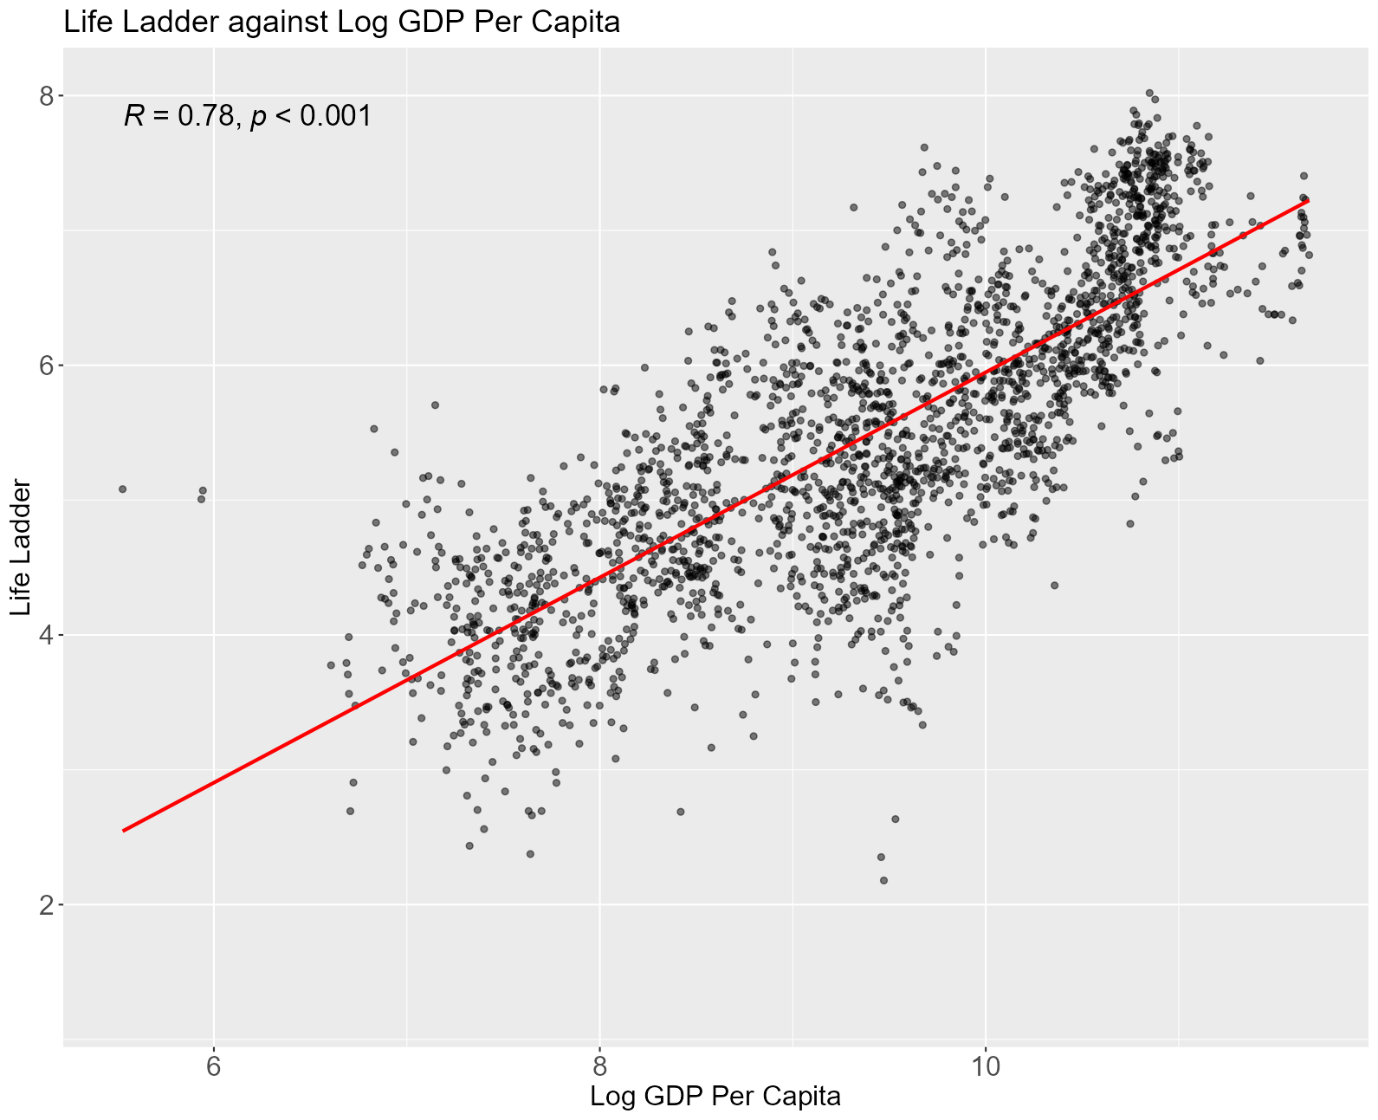 Life Ladder against Log GDP Per Capita
R = 0.78, p < 0.001
8
6
4
2
Life Ladder
6 8 10
Log GDP Per Capita